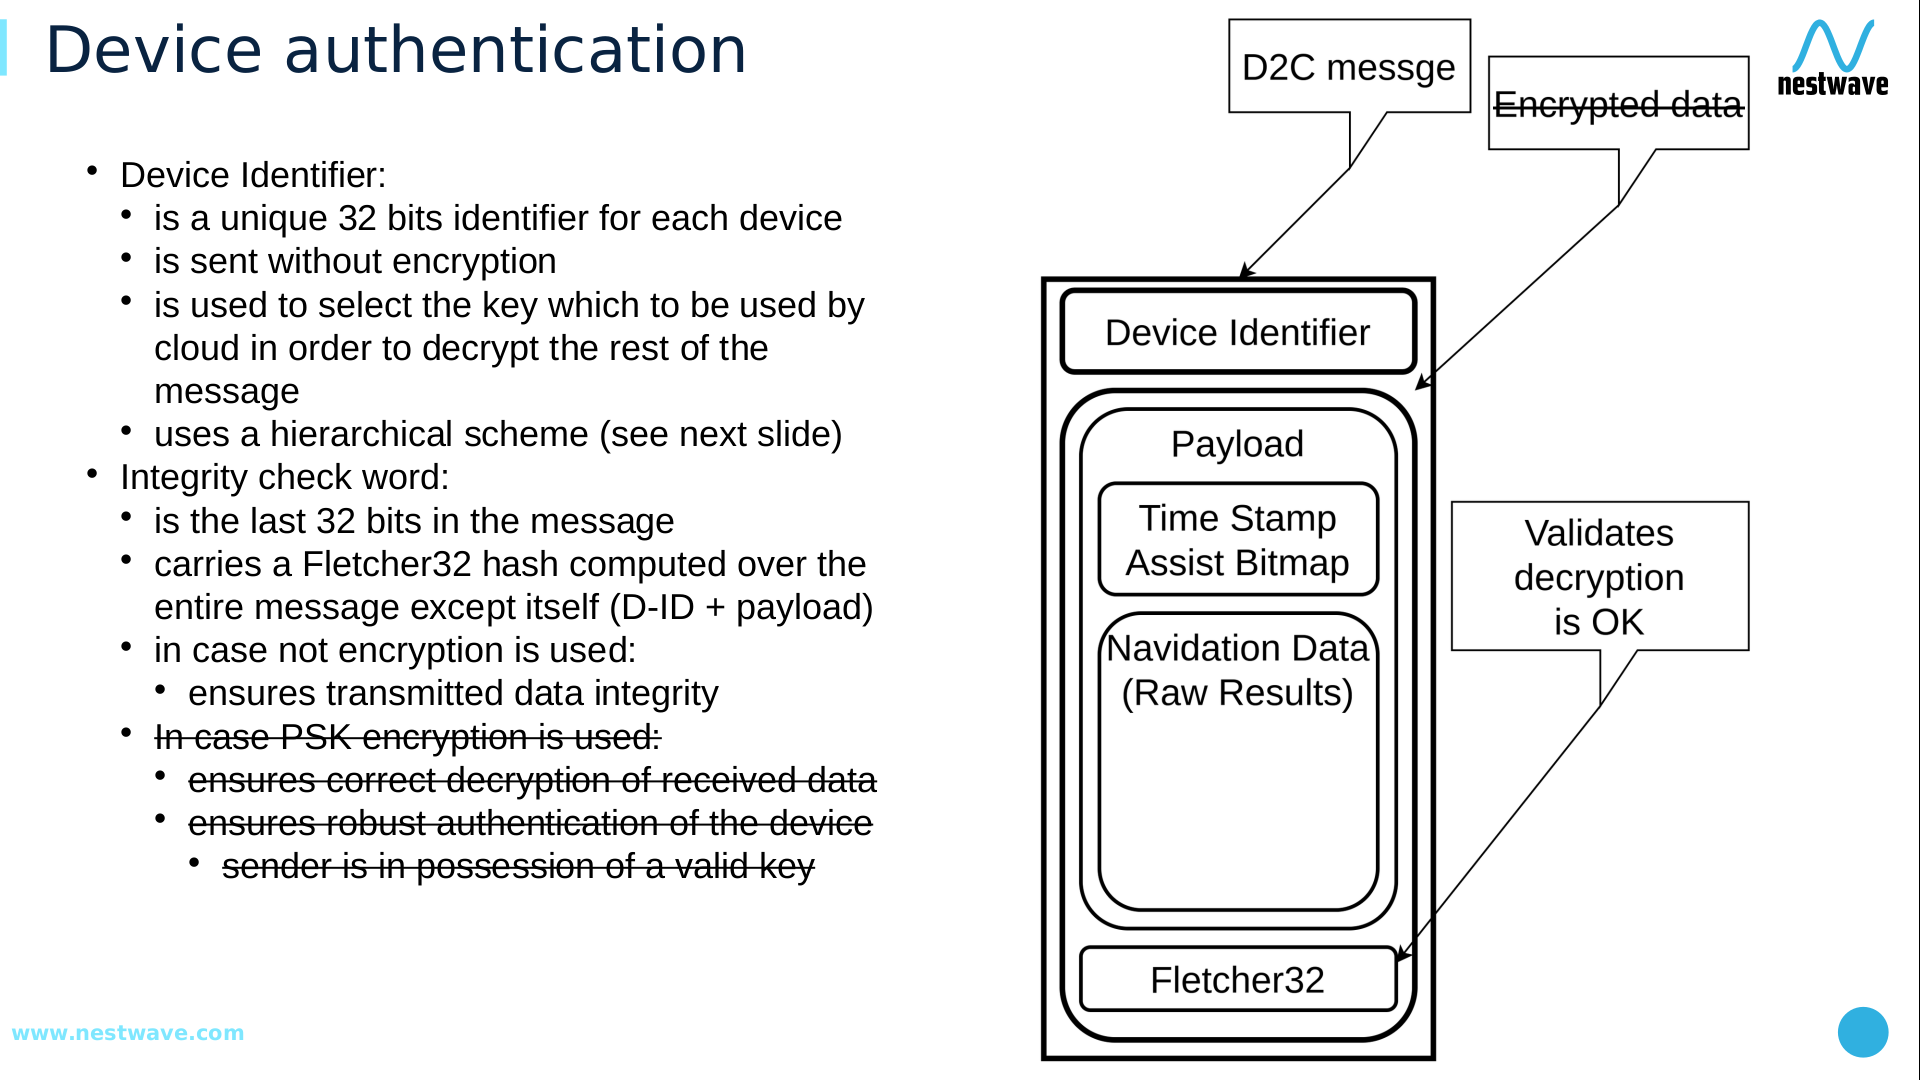 Device authentication
D2C messge
Encrypted data
nestwave
Device Identifier:
is a unique 32 bits identifier for each device
is sent without encryption
is used to select the key which to be used by
cloud in order to decrypt the rest of the
message
uses a hierarchical scheme (see next slide)
Integrity check word:
is the last 32 bits in the message
carries a Fletcher32 hash computed over the
entire message except itself (D-ID + payload)
in case not encryption is used:
ensures transmitted data integrity
In case PSK encryption is used:
ensures correct decryption of received data
ensures robust authentication of the device
sender is in possession of a valid key
Device Identifier
Payload
Time Stamp
Assist Bitmap
Navidation Data
(Raw Results)
Fletcher32
Validates
decryption
is OK
www.nestwave.com